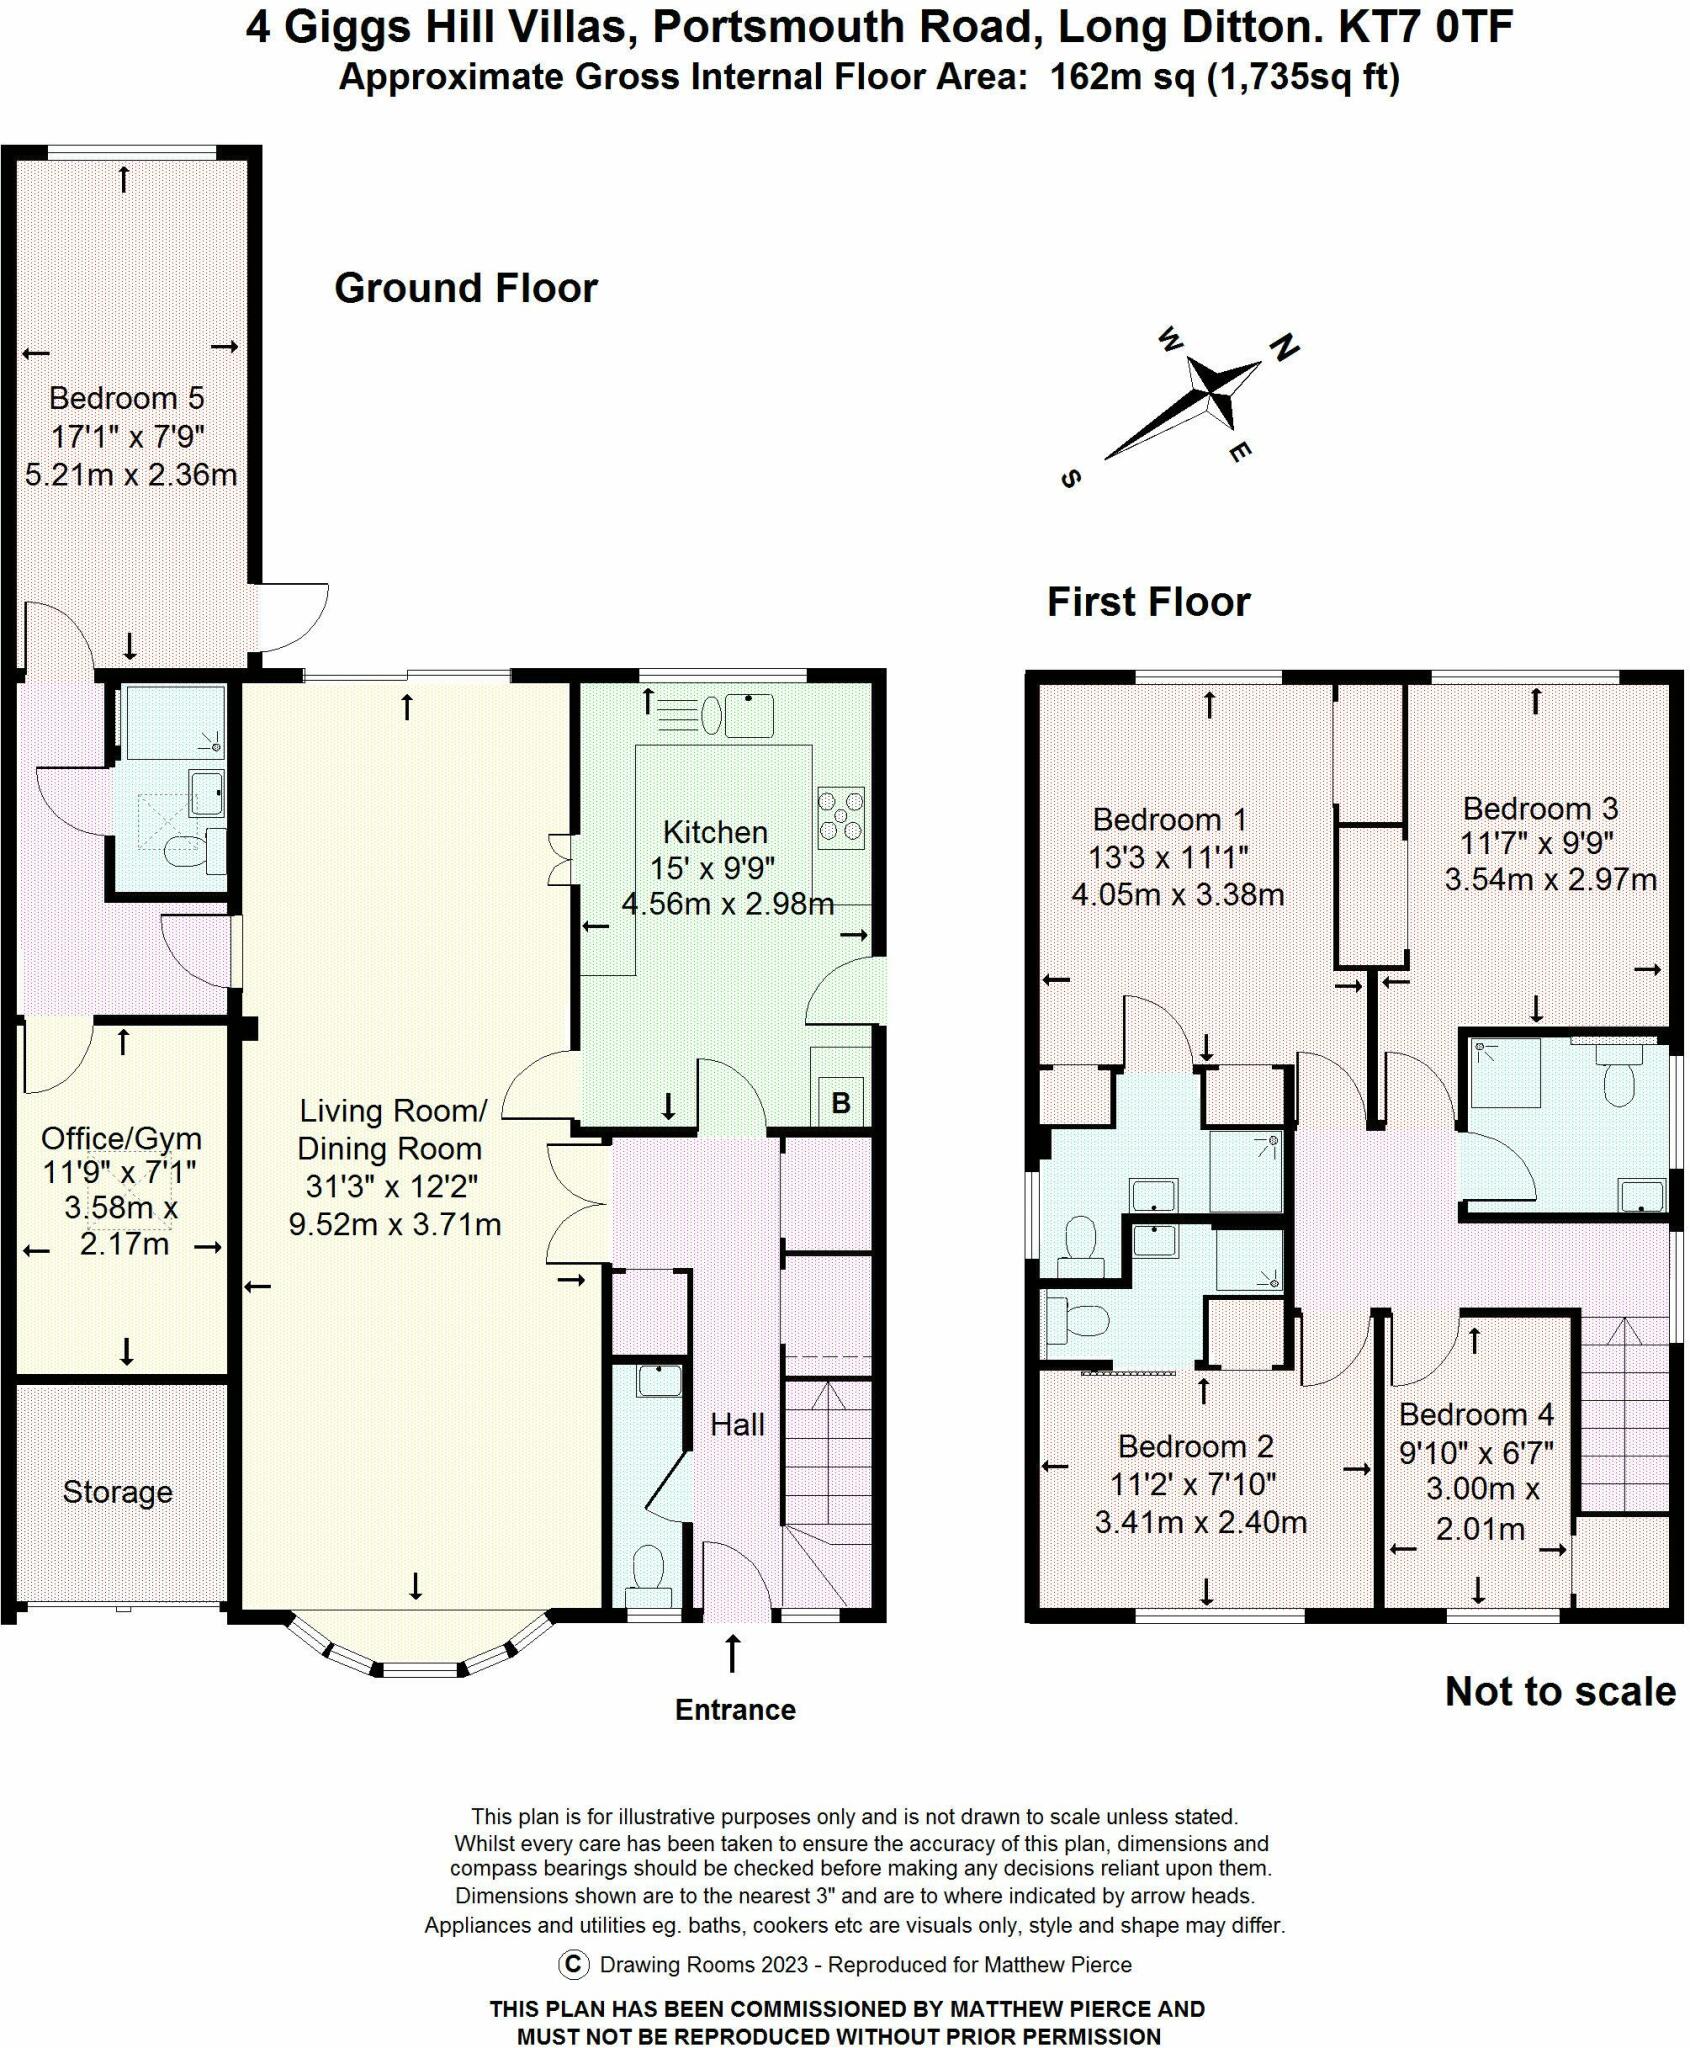 4 Giggs Hill Villas, Portsmouth Road, Long Ditton. KT7 0TF
Approximate Gross Internal Floor Area:  162m sq (1,735sq ft)
Ground Floor
Bedroom 5
17'1" x 7'9"
5.21m x 2.36m
W
N
E
S
Kitchen
15' x 9'9"
4.56m x 2.98m
B
Living Room/
Dining Room
31'3" x 12'2"
9.52m x 3.71m
Office/Gym
11'9" x 7'1"
3.58m x
2.17m
Hall
Storage
Entrance
First Floor
Bedroom 1
13'3 x 11'1"
4.05m x 3.38m
Bedroom 3
11'7" x 9'9"
3.54m x 2.97m
Bedroom 2
11'2' x 7'10"
3.41m x 2.40m
Bedroom 4
9'10" x 6'7"
3.00m x
2.01m
Not to scale
This plan is for illustrative purposes only and is not drawn to scale unless stated.
Whilst every care has been taken to ensure the accuracy of this plan, dimensions and
compass bearings should be checked before making any decisions reliant upon them.
Dimensions shown are to the nearest 3" and are to where indicated by arrow heads.
Appliances and utilities eg. baths, cookers etc are visuals only, style and shape may differ.
© Drawing Rooms 2023 - Reproduced for Matthew Pierce
THIS PLAN HAS BEEN COMMISSIONED BY MATTHEW PIERCE AND
MUST NOT BE REPRODUCED WITHOUT PRIOR PERMISSION